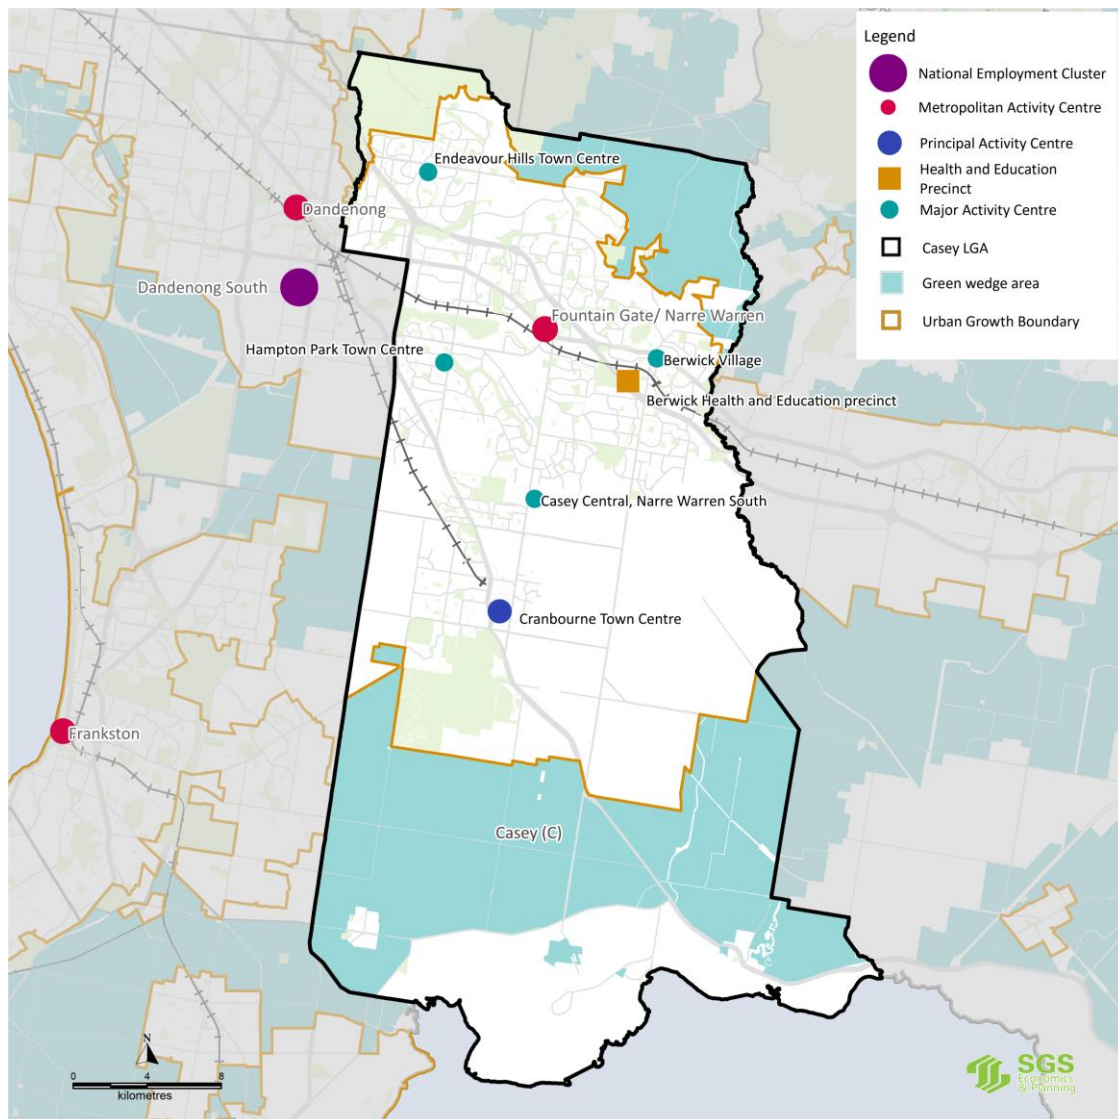 Legend
National Employment Cluster
Metropolitan Activity Centre
Principal Activity Centre
Health and Education
Precinct
Major Activity Centre
Casey LGA
Green wedge area
Urban Growth Boundary
Endeavour Hills Town Centre
Dandenong
Dandenong South
Fountain Gate/ Narre Warren
Hampton Park Town Centre
Berwick Village
Berwick Health and Education precinct
Casey Central, Narre Warren South
Cranbourne Town Centre
Frankston
Casey (C)
N
0 4 8
kilometres
SGS
Economics
& Planning